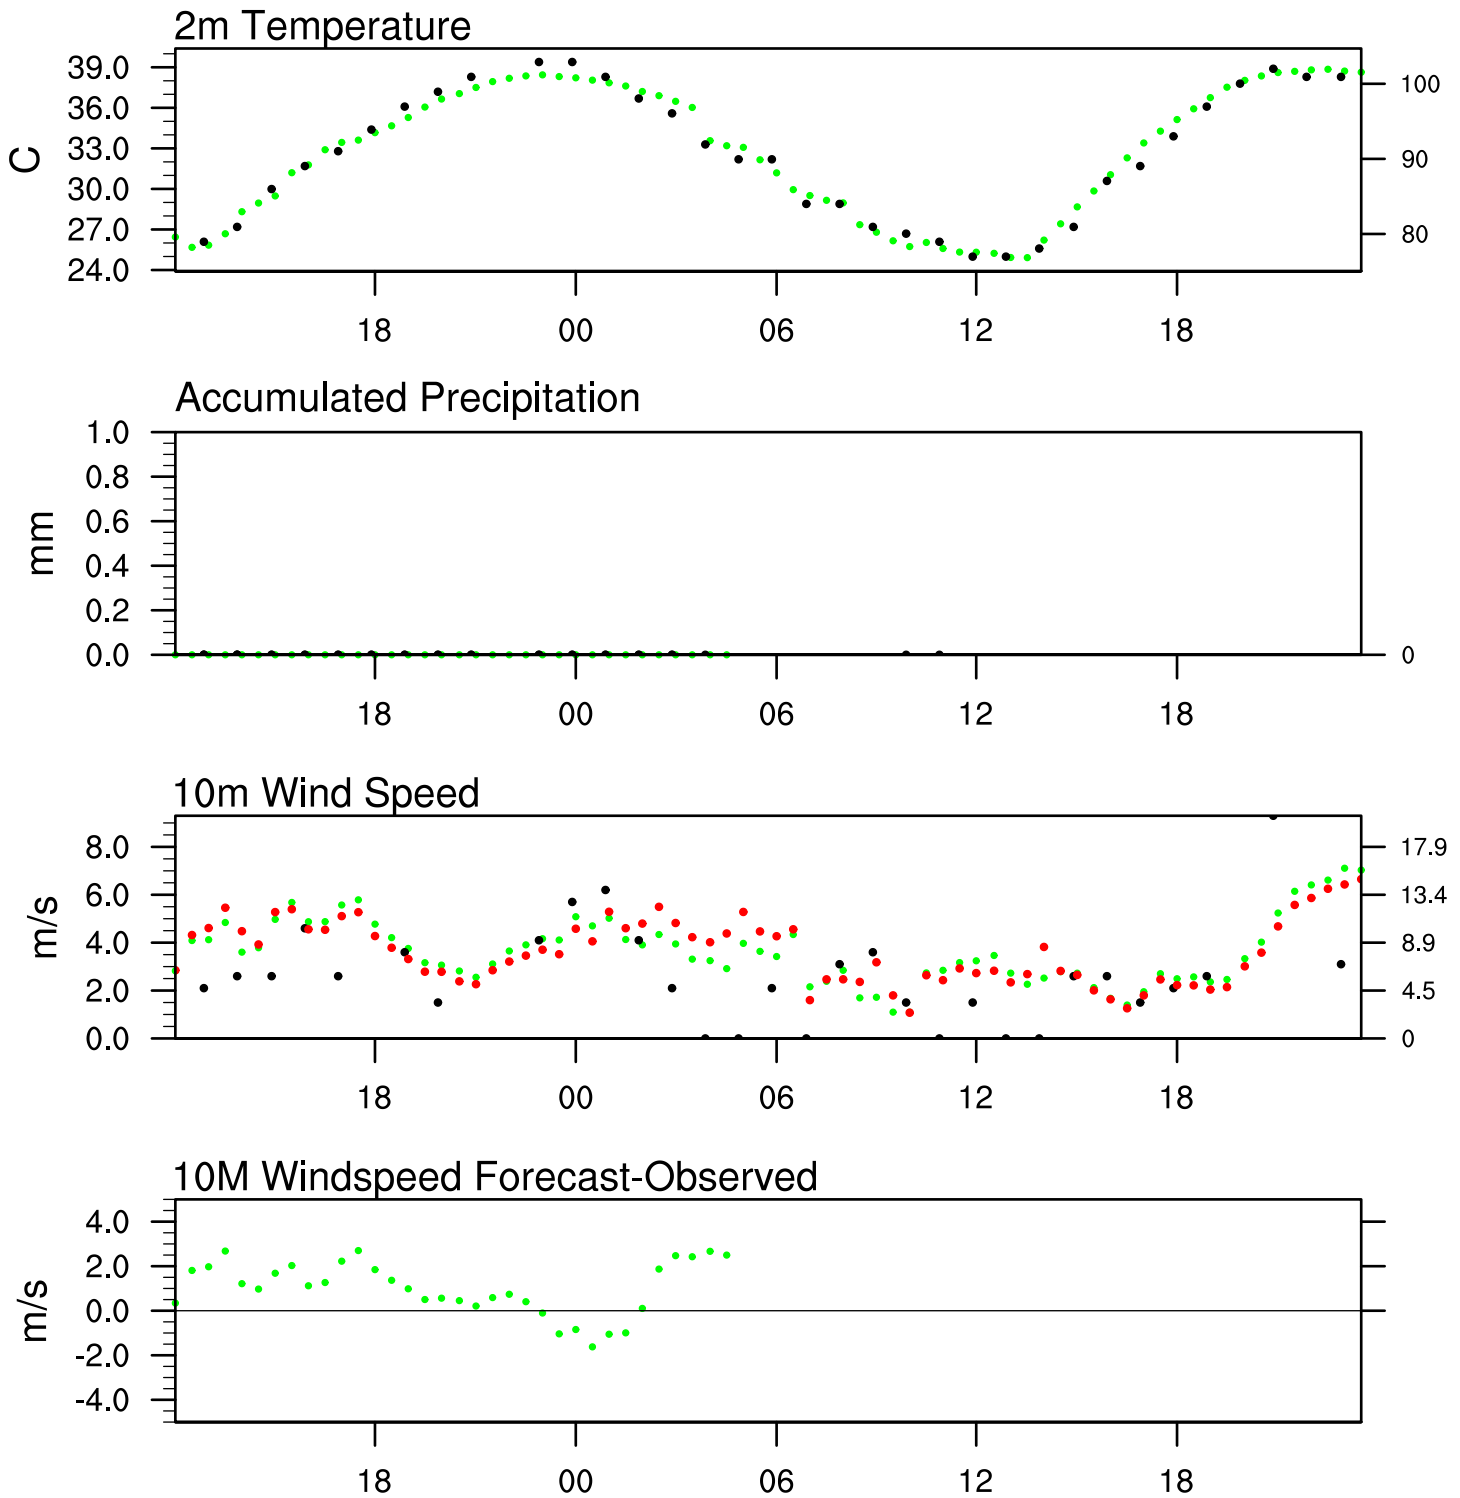 2m Temperature
39.0
36.0
33.0
30.0
27.0
24.0
C
100
90
80
18 00 06 12 18
Accumulated Precipitation
1.0
0.8
0.6
0.4
0.2
0.0
mm
0
18 00 06 12 18
10m Wind Speed
8.0
6.0
4.0
2.0
0.0
m/s
17.9
13.4
8.9
4.5
0
18 00 06 12 18
10M Windspeed Forecast-Observed
4.0
2.0
0.0
-2.0
-4.0
m/s
18 00 06 12 18